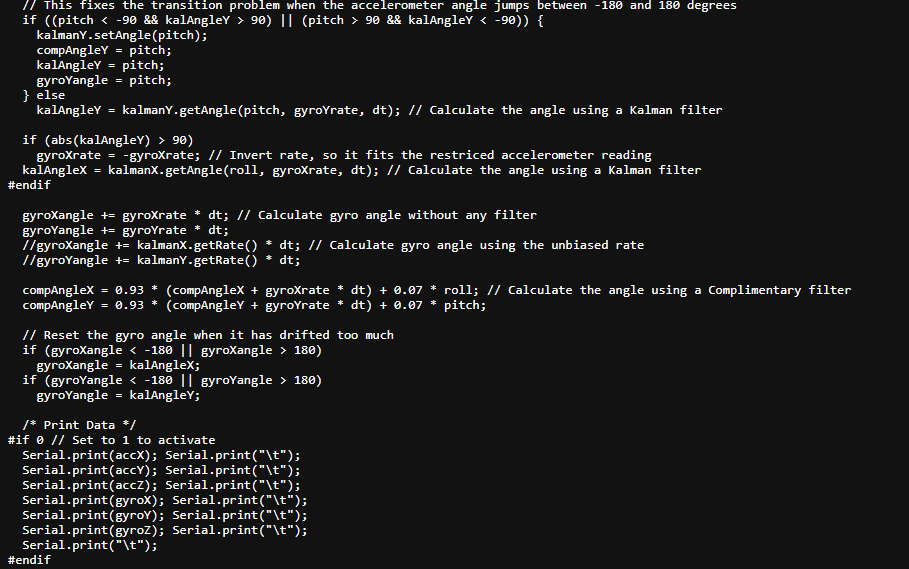 // This fixes the transition problem when the accelerometer angle jumps between -180 and 180 degrees
if ((pitch < -90 && kalAngleY > 90) || (pitch > 90 && kalAngleY < -90)) {
kalmanY.setAngle(pitch);
compAngleY = pitch;
kalAngleY = pitch;
gyroYangle = pitch;
} else
kalAngleY = kalmanY.getAngle(pitch, gyroYrate, dt); // Calculate the angle using a Kalman filter
if (abs(kalAngleY) > 90)
gyroXrate = -gyroXrate; // Invert rate, so it fits the restriced accelerometer reading
kalAngleX = kalmanX.getAngle(roll, gyroXrate, dt); // Calculate the angle using a Kalman filter
#endif
gyroXangle += gyroXrate * dt; // Calculate gyro angle without any filter
gyroYangle += gyroYrate * dt;
//gyroXangle += kalmanX.getRate() * dt; // Calculate gyro angle using the unbiased rate
//gyroYangle += kalmanY.getRate() * dt;
compAngleX = 0.93 * (compAngleX + gyroXrate * dt) + 0.07 * roll; // Calculate the angle using a Complimentary filter
compAngleY = 0.93 * (compAngleY + gyroYrate * dt) + 0.07 * pitch;
// Reset the gyro angle when it has drifted too much
if (gyroXangle < -180 || gyroXangle > 180)
gyroXangle = kalAngleX;
if (gyroYangle < -180 || gyroYangle > 180)
gyroYangle = kalAngleY;
/* Print Data */
#if 0 // Set to 1 to activate
Serial.print(accX); Serial.print("\t");
Serial.print(accY); Serial.print("\t");
Serial.print(accZ); Serial.print("\t");
Serial.print(gyroX); Serial.print("\t");
Serial.print(gyroY); Serial.print("\t");
Serial.print(gyroZ); Serial.print("\t");
Serial.print("\t");
#endif